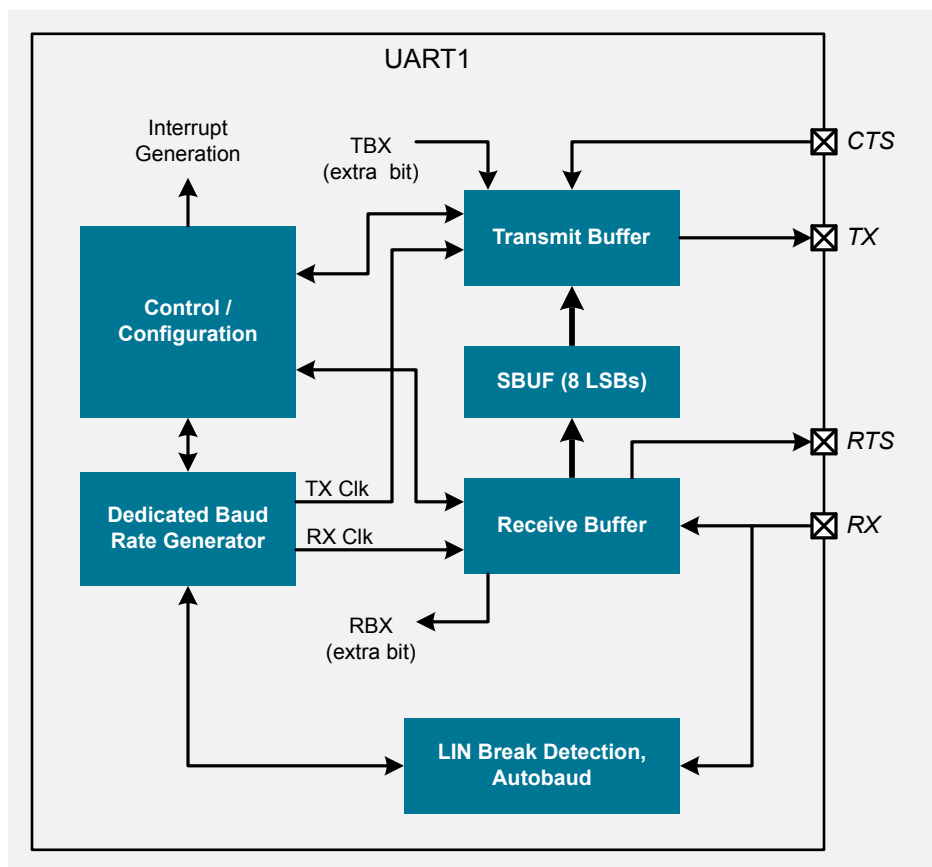 UART1
Interrupt
Generation
TBX
(extra bit)
CTS
Transmit Buffer
TX
Control /
Configuration
SBUF (8 LSBs)
RTS
TX Clk
Dedicated Baud
Rate Generator
RX Clk
Receive Buffer
RX
RBX
(extra bit)
LIN Break Detection,
Autobaud